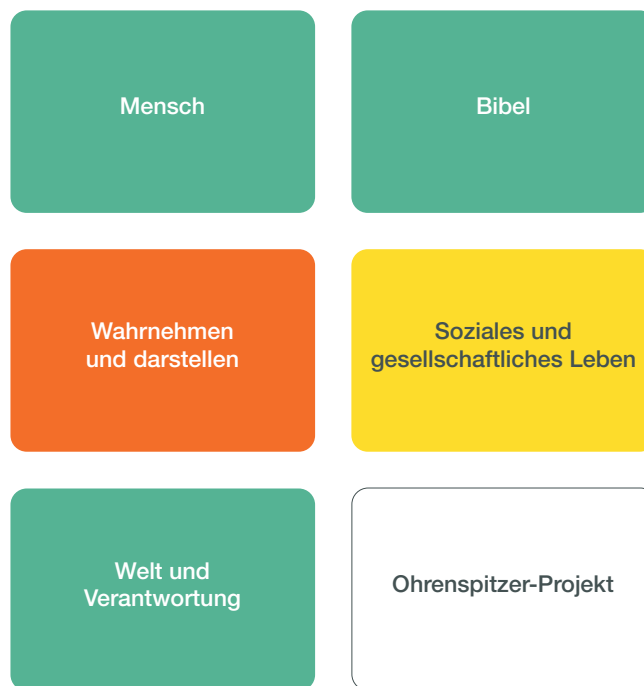 Mensch
Bibel
Wahrnehmen
und darstellen
Soziales und
gesellschaftliches Leben
Welt und
Verantwortung
Ohrenspitzer-Projekt